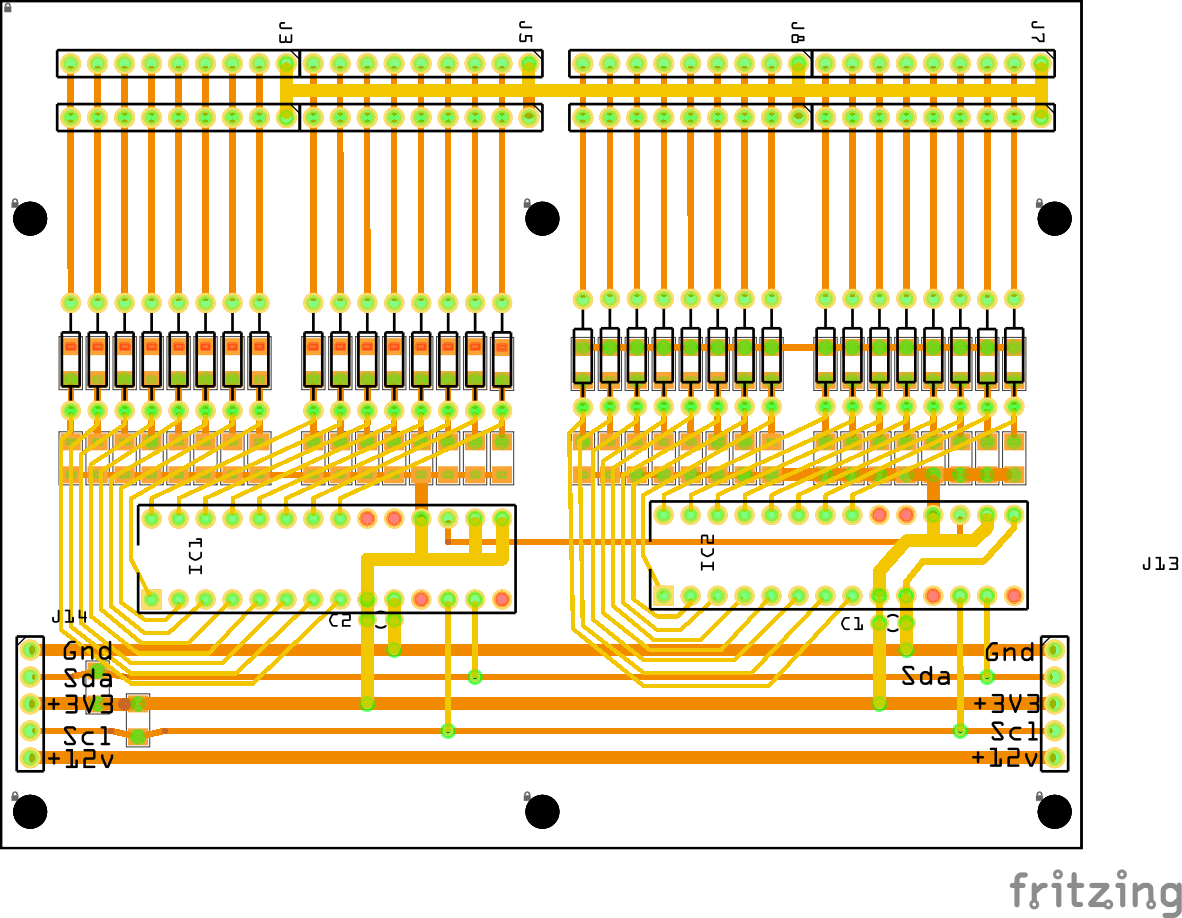 J3
J5
J8
J7
IC1
IC5
J13
C2
C1
J14
Gnd
Sda
+3V3
Scl
+12v
Gnd
Sda
+3V3
Scl
+12v
fritzing